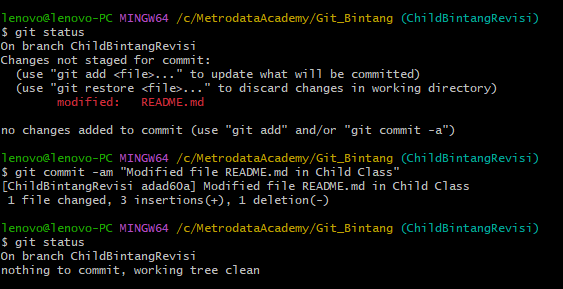 lenovo@lenovo-PC MINGW64 /c/MetrodataAcademy/Git_Bintang (ChildBintangRevisi)
$ git status
On branch ChildBintangRevisi
Changes not staged for commit:
  (use "git add <file>..." to update what will be committed)
  (use "git restore <file>..." to discard changes in working directory)
        modified:   README.md

no changes added to commit (use "git add" and/or "git commit -a")

lenovo@lenovo-PC MINGW64 /c/MetrodataAcademy/Git_Bintang (ChildBintangRevisi)
$ git commit -am "Modified file README.md in Child Class"
[ChildBintangRevisi adad60a] Modified file README.md in Child Class
 1 file changed, 3 insertions(+), 1 deletion(-)

lenovo@lenovo-PC MINGW64 /c/MetrodataAcademy/Git_Bintang (ChildBintangRevisi)
$ git status
On branch ChildBintangRevisi
nothing to commit, working tree clean